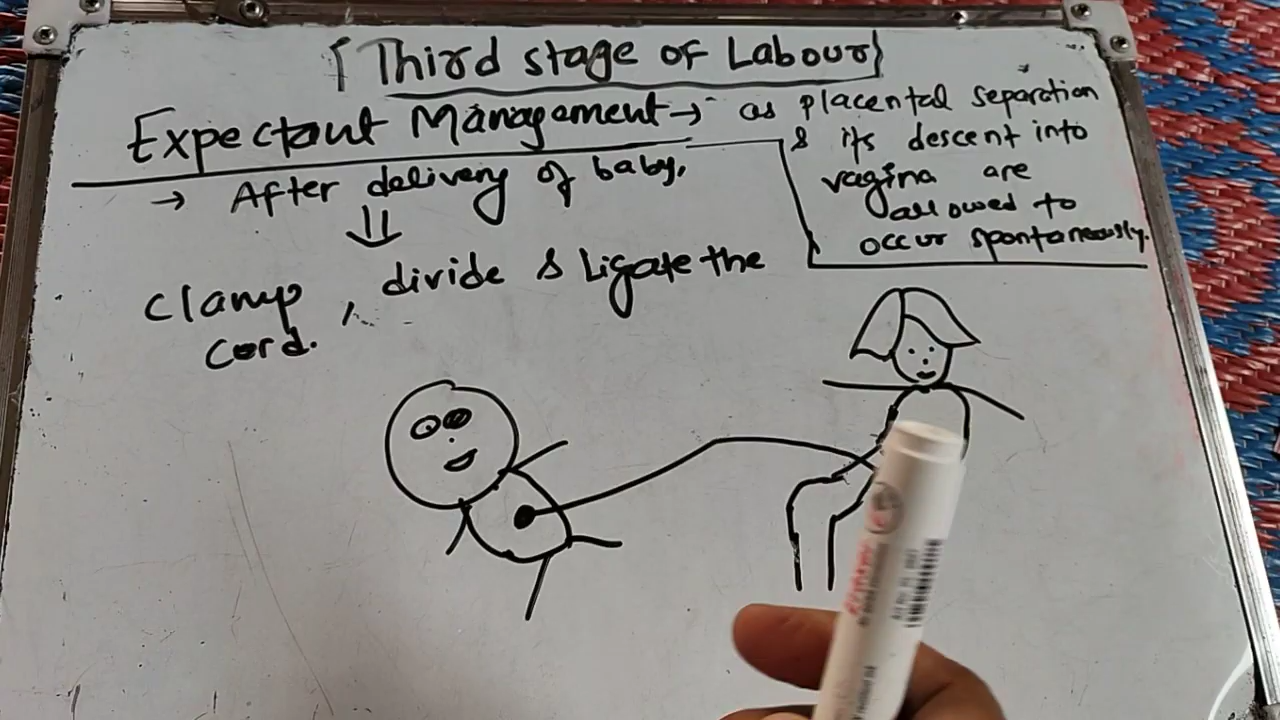 {Third stage of Labour}
Expectant Management → as placental separation
& its descent into
vagina are
allowed to
occur spontaneously.
→ After delivery of baby,
⇓
clamp, divide & Ligate the
cord.